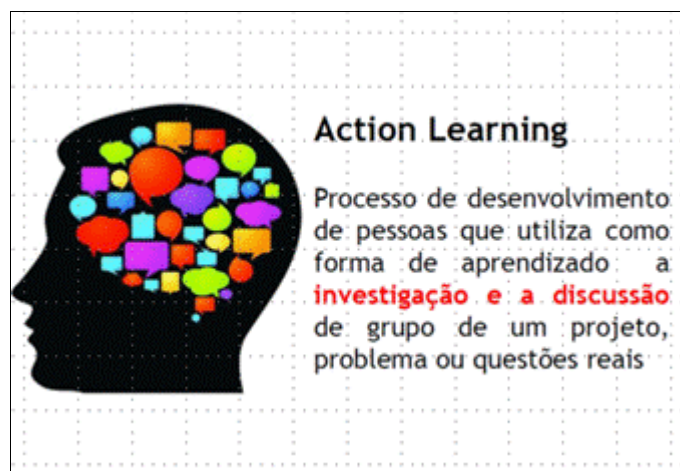 Action Learning
Processo de desenvolvimento
de pessoas que utiliza como
forma de aprendizado a
investigação e a discussão
de grupo de um projeto,
problema ou questões reais